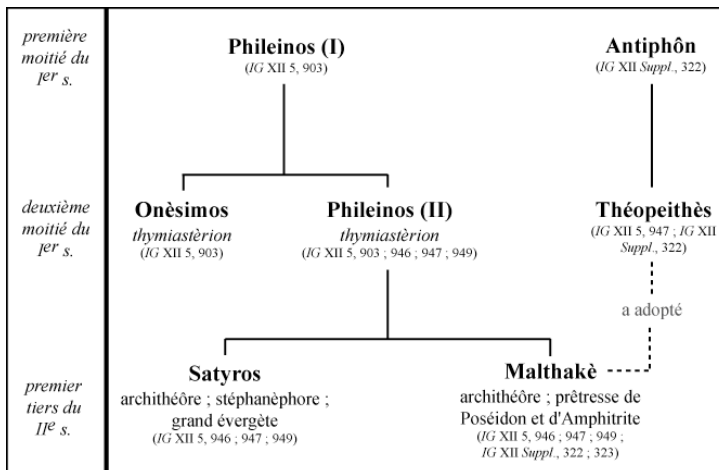 première
moitié du
Ier s.
Phileinos (I)
(IG XII 5, 903)
Antiphôn
(IG XII Suppl., 322)
deuxième
moitié du
Ier s.
Onèsimos
thymiastèrion
(IG XII 5, 903)
Phileinos (II)
thymiastèrion
(IG XII 5, 903 ; 946 ; 947 ; 949)
Théopeithès
(IG XII 5, 947 ; IG XII
Suppl., 322)
a adopté
premier
tiers du
IIe s.
Satyros
archithéôre ; stéphanèphore ;
grand évergète
(IG XII 5, 946 ; 947 ; 949)
Malthakè
archithéôre ; prêtresse de
Poséidon et d'Amphitrite
(IG XII 5, 946 ; 947 ; 949 ;
IG XII Suppl., 322 ; 323)